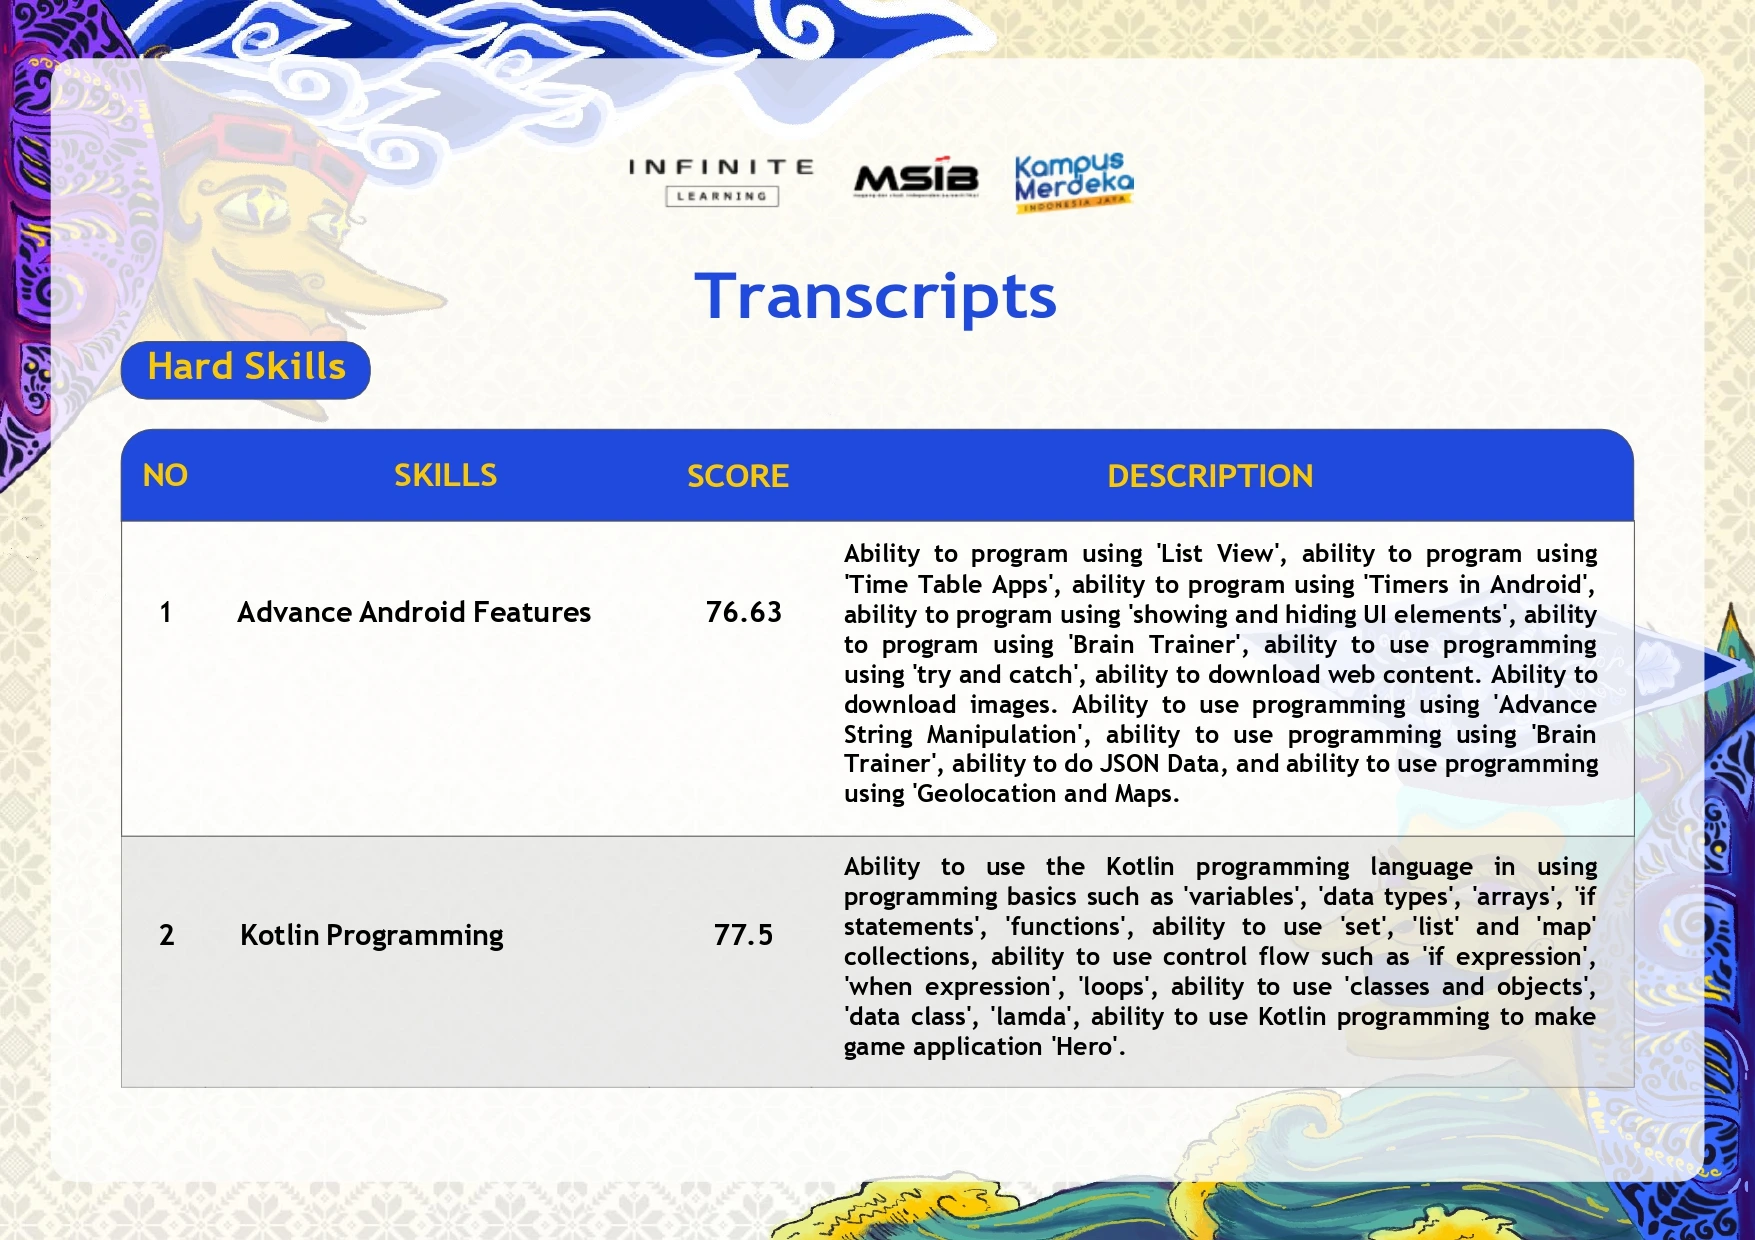 INFINITE
LEARNING
MSIB
Kampus
Merdeka
INDONESIA JAYA
Transcripts
Hard Skills
NO SKILLS SCORE DESCRIPTION
1 Advance Android Features 76.63
Ability to program using 'List View', ability to program using
'Time Table Apps', ability to program using 'Timers in Android',
ability to program using 'showing and hiding UI elements', ability
to program using 'Brain Trainer', ability to use programming
using 'try and catch', ability to download web content. Ability to
download images. Ability to use programming using 'Advance
String Manipulation', ability to use programming using 'Brain
Trainer', ability to do JSON Data, and ability to use programming
using 'Geolocation and Maps.
2 Kotlin Programming 77.5
Ability to use the Kotlin programming language in using
programming basics such as 'variables', 'data types', 'arrays', 'if
statements', 'functions', ability to use 'set', 'list' and 'map'
collections, ability to use control flow such as 'if expression',
'when expression', 'loops', ability to use 'classes and objects',
'data class', 'lamda', ability to use Kotlin programming to make
game application 'Hero'.